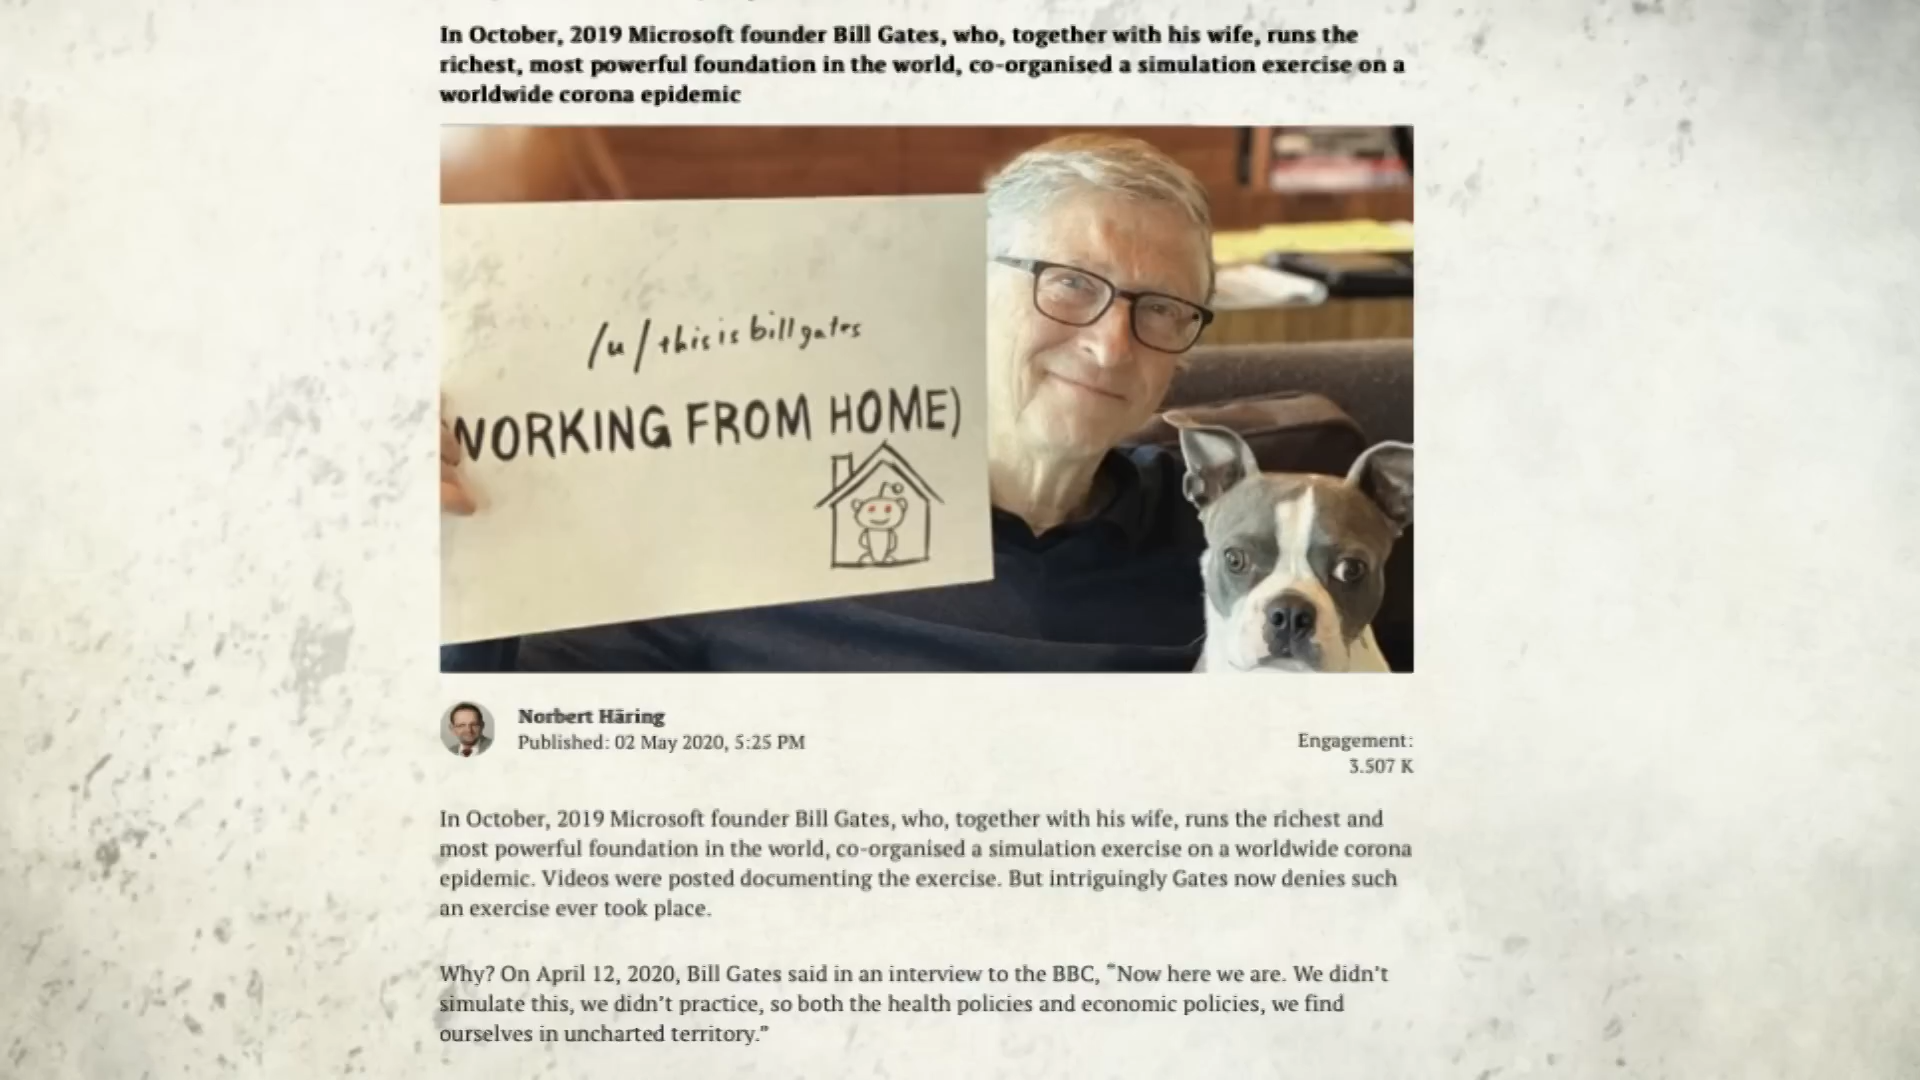 In October, 2019 Microsoft founder Bill Gates, who, together with his wife, runs the
richest, most powerful foundation in the world, co-organised a simulation exercise on a
worldwide corona epidemic
/u/thisisbillgates
WORKING FROM HOME)
Norbert Häring
Published: 02 May 2020, 5:25 PM
Engagement:
3.507 K
In October, 2019 Microsoft founder Bill Gates, who, together with his wife, runs the richest and
most powerful foundation in the world, co-organised a simulation exercise on a worldwide corona
epidemic. Videos were posted documenting the exercise. But intriguingly Gates now denies such
an exercise ever took place.
Why? On April 12, 2020, Bill Gates said in an interview to the BBC, “Now here we are. We didn’t
simulate this, we didn’t practice, so both the health policies and economic policies, we find
ourselves in uncharted territory.”